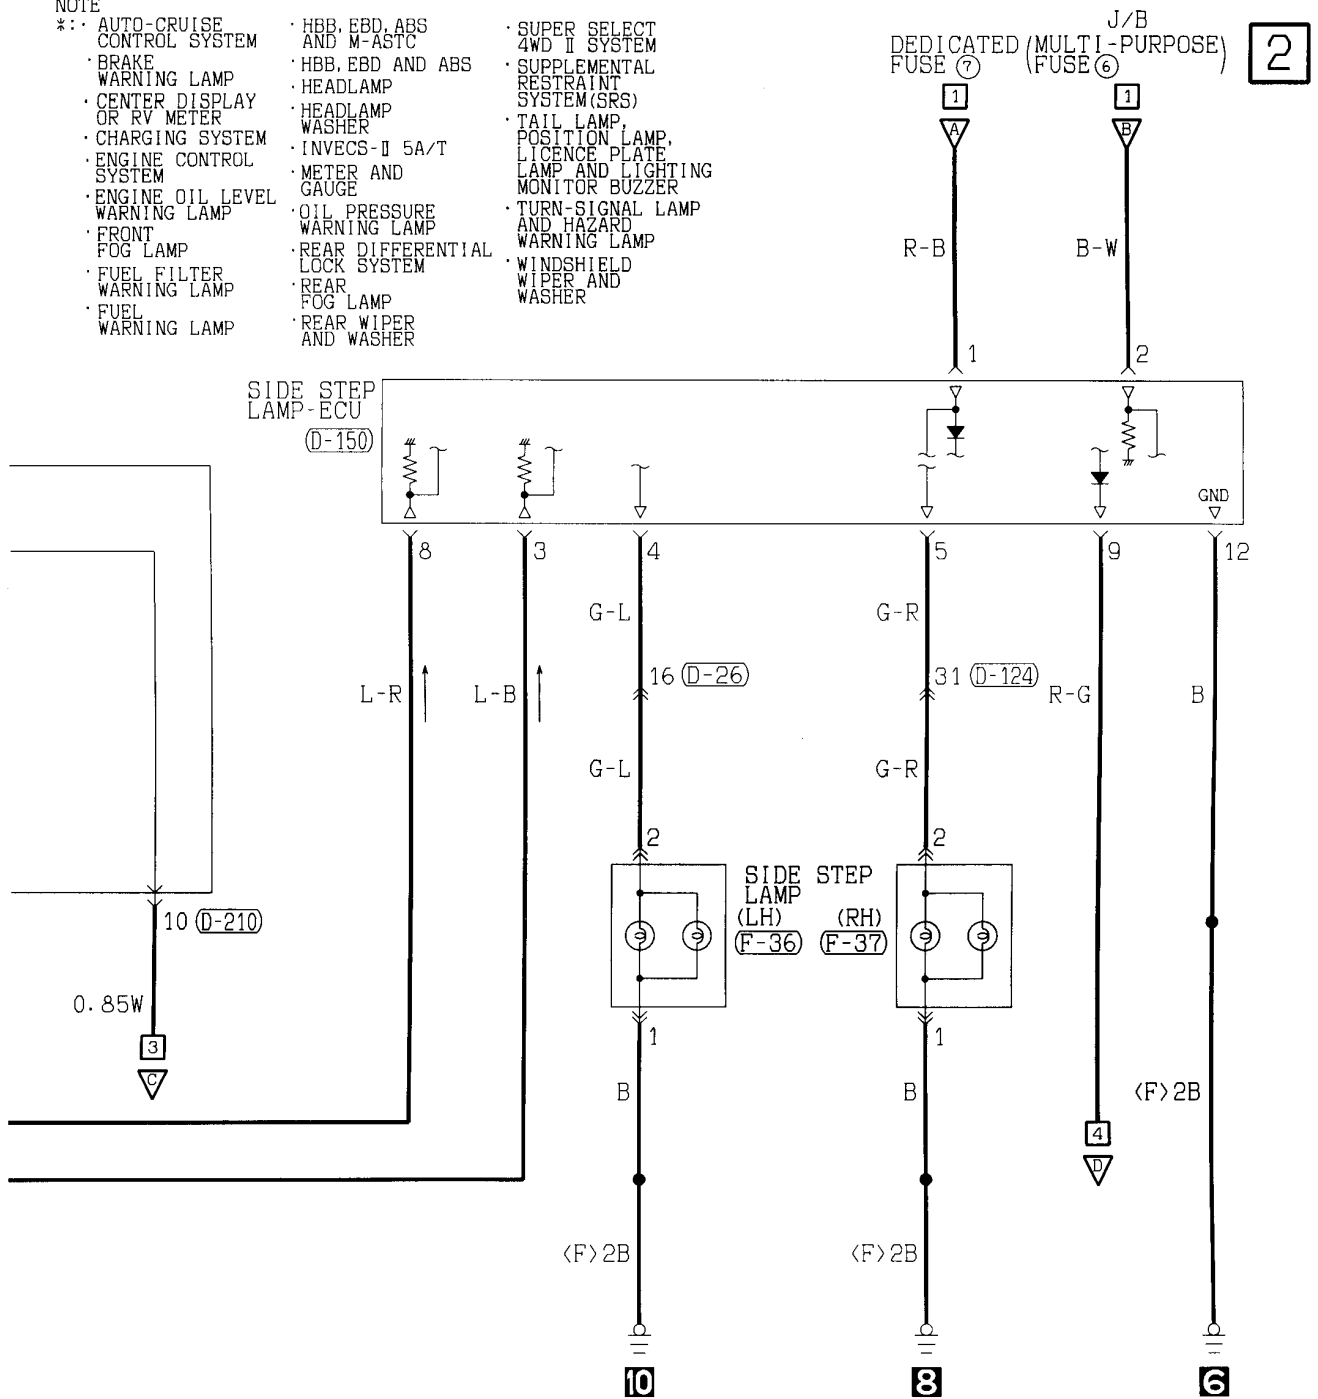 NOTE
*:· AUTO-CRUISE
CONTROL SYSTEM
· BRAKE
WARNING LAMP
· CENTER DISPLAY
OR RV METER
· CHARGING SYSTEM
· ENGINE CONTROL
SYSTEM
· ENGINE OIL LEVEL
WARNING LAMP
· FRONT
FOG LAMP
· FUEL FILTER
WARNING LAMP
· FUEL
WARNING LAMP
· HBB, EBD, ABS
AND M-ASTC
· HBB, EBD AND ABS
· HEADLAMP
· HEADLAMP
WASHER
· INVECS-Ⅱ 5A/T
· METER AND
GAUGE
· OIL PRESSURE
WARNING LAMP
· REAR DIFFERENTIAL
LOCK SYSTEM
· REAR
FOG LAMP
· REAR WIPER
AND WASHER
· SUPER SELECT
4WD Ⅱ SYSTEM
· SUPPLEMENTAL
RESTRAINT
SYSTEM(SRS)
· TAIL LAMP,
POSITION LAMP,
LICENCE PLATE
LAMP AND LIGHTING
MONITOR BUZZER
· TURN-SIGNAL LAMP
AND HAZARD
WARNING LAMP
· WINDSHIELD
WIPER AND
WASHER
DEDICATED
FUSE ⑦
J/B
(MULTI-PURPOSE)
(FUSE ⑥)
2
1 1
A B
R-B B-W
1 2
SIDE STEP
LAMP-ECU
(D-150)
GND
8 3 4 5 9 12
G-L G-R
16 (D-26) 31 (D-124)
L-R L-B R-G B
G-L G-R
2 2
SIDE STEP
LAMP
(LH) (RH)
(F-36) (F-37)
10 (D-210)
0.85W
3
C
1 1
B B <F>2B
4
D
<F>2B <F>2B
10 8 6